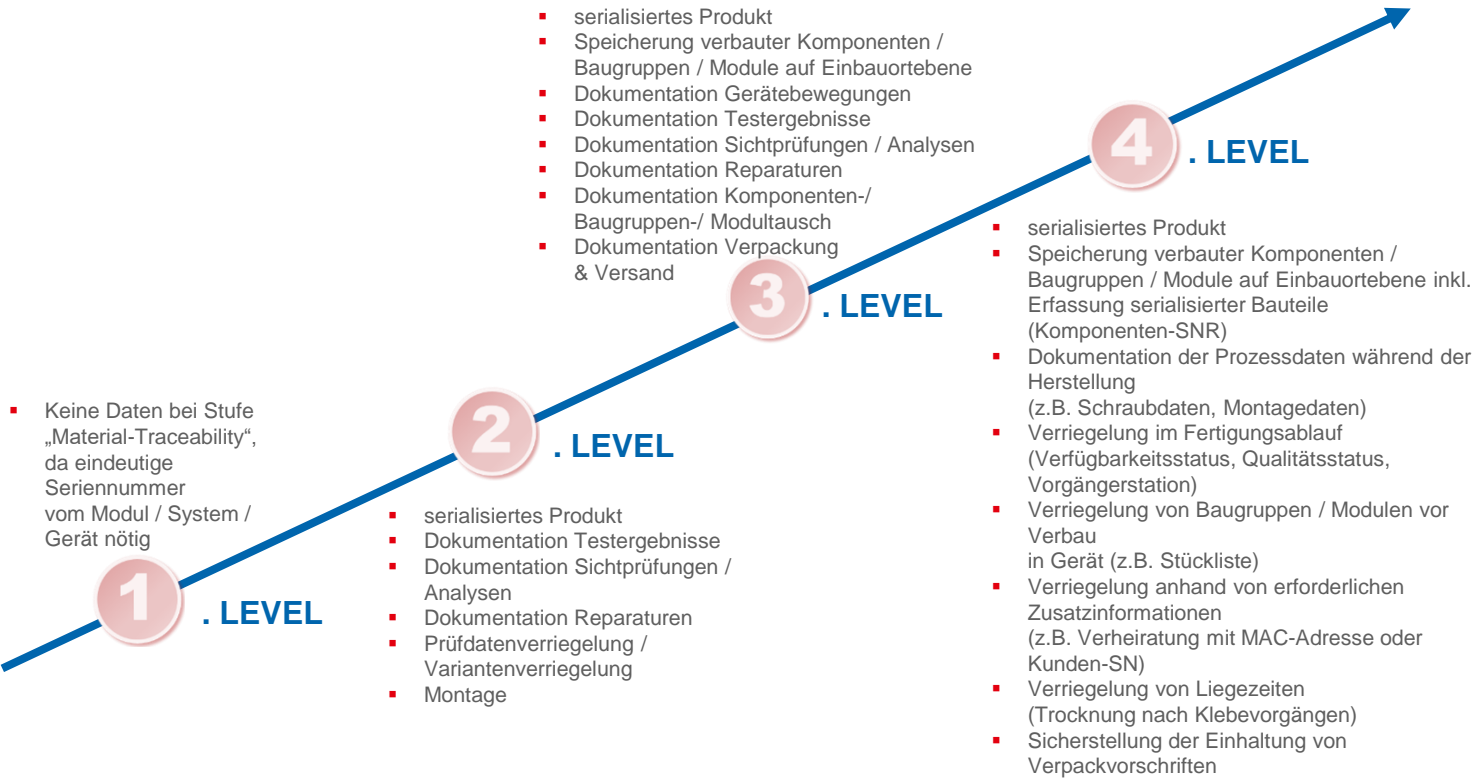 Keine Daten bei Stufe
„Material-Traceability“,
da eindeutige
Seriennummer
vom Modul / System /
Gerät nötig
1
. LEVEL
serialisiertes Produkt
Dokumentation Testergebnisse
Dokumentation Sichtprüfungen /
Analysen
Dokumentation Reparaturen
Prüfdatenverriegelung /
Variantenverriegelung
Montage
2
. LEVEL
serialisiertes Produkt
Speicherung verbauter Komponenten /
Baugruppen / Module auf Einbauortebene
Dokumentation Gerätebewegungen
Dokumentation Testergebnisse
Dokumentation Sichtprüfungen / Analysen
Dokumentation Reparaturen
Dokumentation Komponenten-/
Baugruppen-/ Modultausch
Dokumentation Verpackung
& Versand
3
. LEVEL
4
. LEVEL
serialisiertes Produkt
Speicherung verbauter Komponenten /
Baugruppen / Module auf Einbauortebene inkl.
Erfassung serialisierter Bauteile
(Komponenten-SNR)
Dokumentation der Prozessdaten während der
Herstellung
(z.B. Schraubdaten, Montagedaten)
Verriegelung im Fertigungsablauf
(Verfügbarkeitsstatus, Qualitätsstatus,
Vorgängerstation)
Verriegelung von Baugruppen / Modulen vor
Verbau
in Gerät (z.B. Stückliste)
Verriegelung anhand von erforderlichen
Zusatzinformationen
(z.B. Verheiratung mit MAC-Adresse oder
Kunden-SN)
Verriegelung von Liegezeiten
(Trocknung nach Klebevorgängen)
Sicherstellung der Einhaltung von
Verpackvorschriften